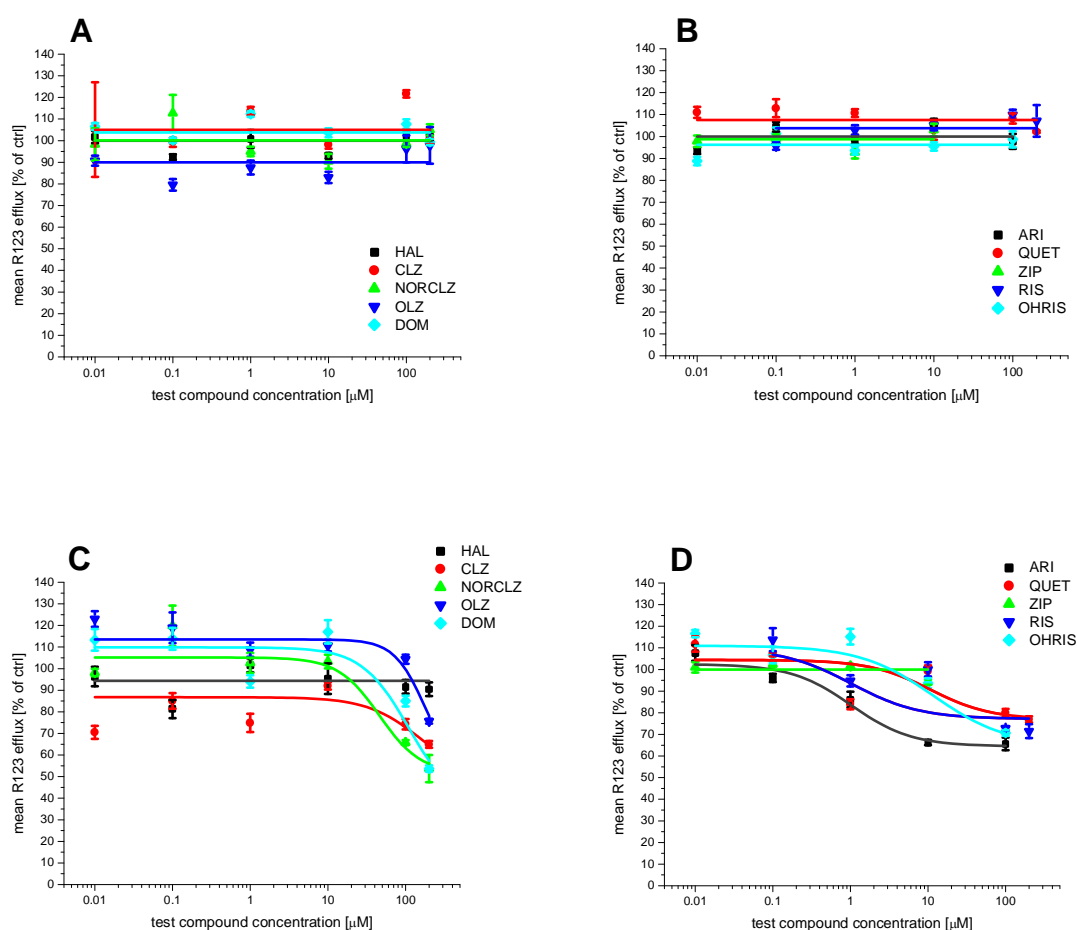 A
mean R123 efflux [% of ctrl]
140
130
120
110
100
90
80
70
60
50
40
30
20
10
0
HAL
CLZ
NORCLZ
OLZ
DOM
0.01 0.1 1 10 100
test compound concentration [μM]
B
mean R123 efflux [% of ctrl]
140
130
120
110
100
90
80
70
60
50
40
30
20
10
0
ARI
QUET
ZIP
RIS
OHRIS
0.01 0.1 1 10 100
test compound concentration [μM]
C
mean R123 efflux [% of ctrl]
HAL
CLZ
NORCLZ
OLZ
DOM
140
130
120
110
100
90
80
70
60
50
40
30
20
10
0
0.01 0.1 1 10 100
test compound concentration [μM]
D
mean R123 efflux [% of ctrl]
ARI
QUET
ZIP
RIS
OHRIS
140
130
120
110
100
90
80
70
60
50
40
30
20
10
0
0.01 0.1 1 10 100
test compound concentration [μM]